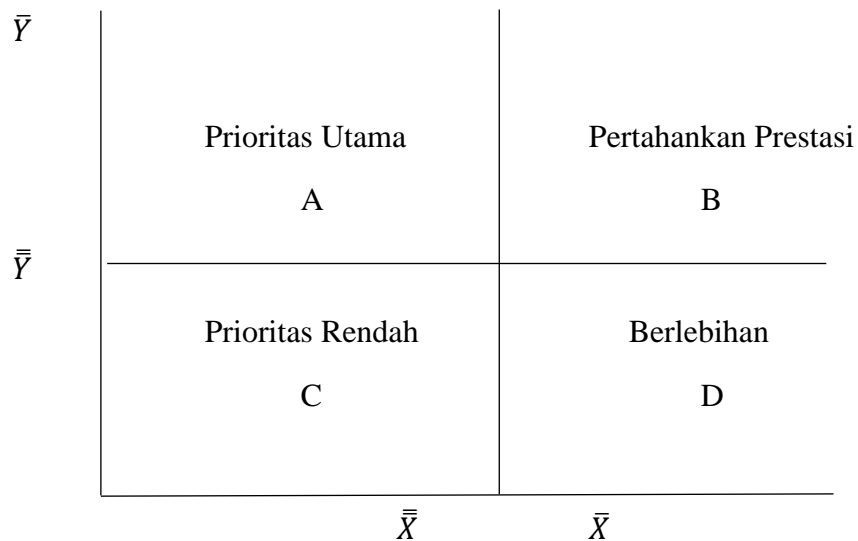 Ȳ
Prioritas Utama Pertahankan Prestasi
A B
Y̿
Prioritas Rendah Berlebihan
C D
X̿ X̄